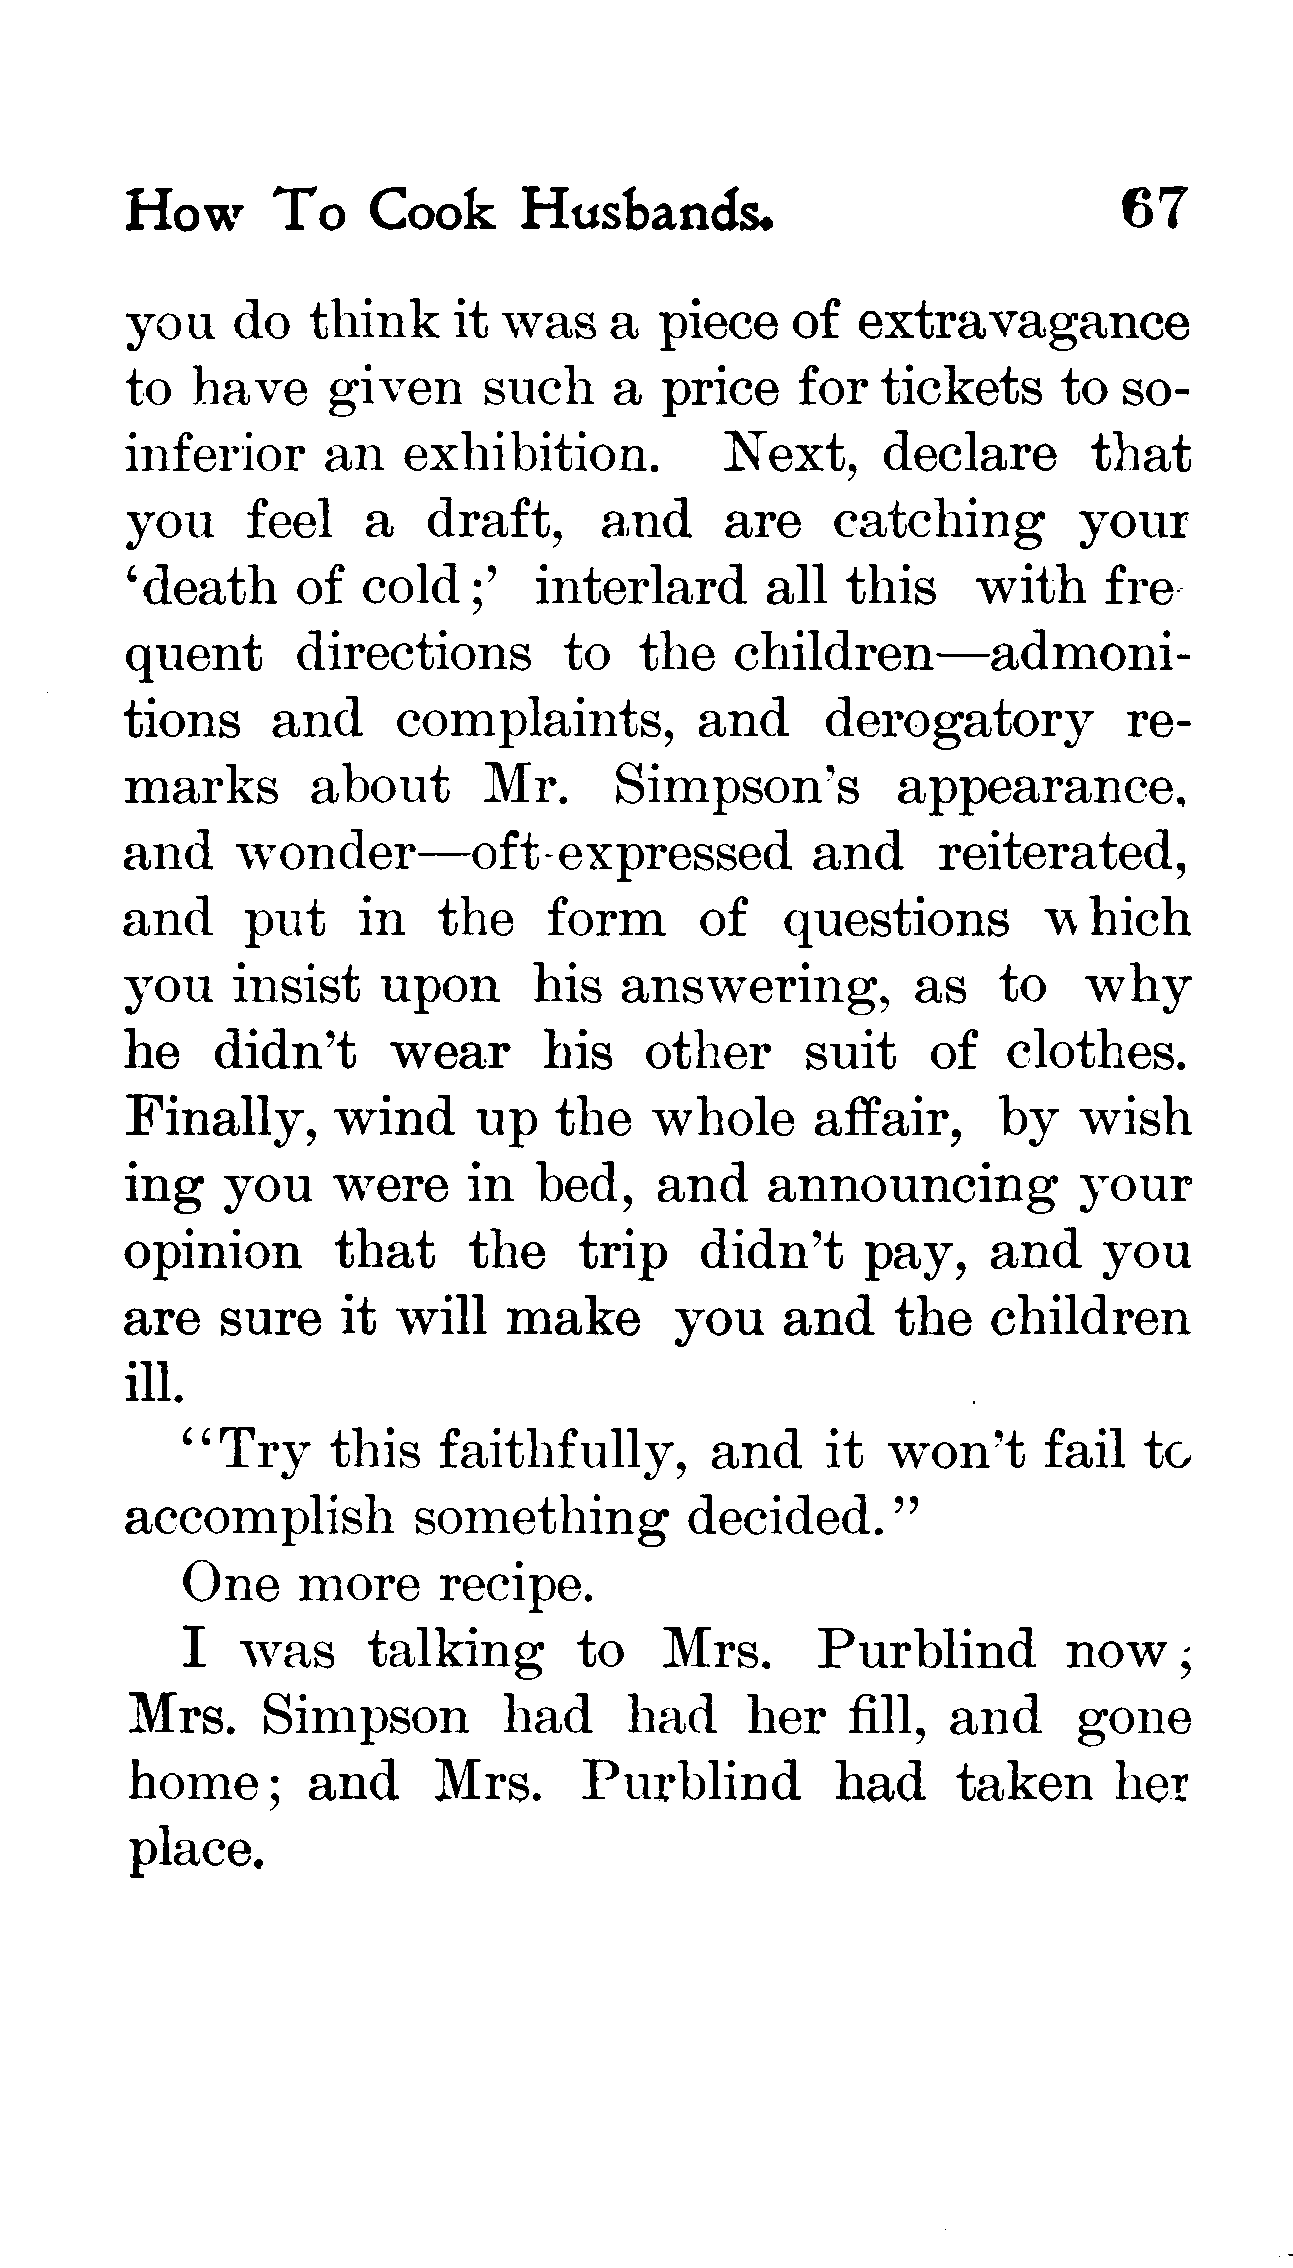 How To Cook Husbands. 67
you do think it was a piece of extravagance
to have given such a price for tickets to so-
inferior an exhibition. Next, declare that
you feel a draft, and are catching your
‘death of cold;’ interlard all this with fre-
quent directions to the children—admoni-
tions and complaints, and derogatory re-
marks about Mr. Simpson's appearance,
and wonder—oft-expressed and reiterated,
and put in the form of questions which
you insist upon his answering, as to why
he didn’t wear his other suit of clothes.
Finally, wind up the whole affair, by wish
ing you were in bed, and announcing your
opinion that the trip didn’t pay, and you
are sure it will make you and the children
ill.
“Try this faithfully, and it won't fail to
accomplish something decided.”
One more recipe.
I was talking to Mrs. Purblind now;
Mrs. Simpson had had her fill, and gone
home; and Mrs. Purblind had taken her
place.